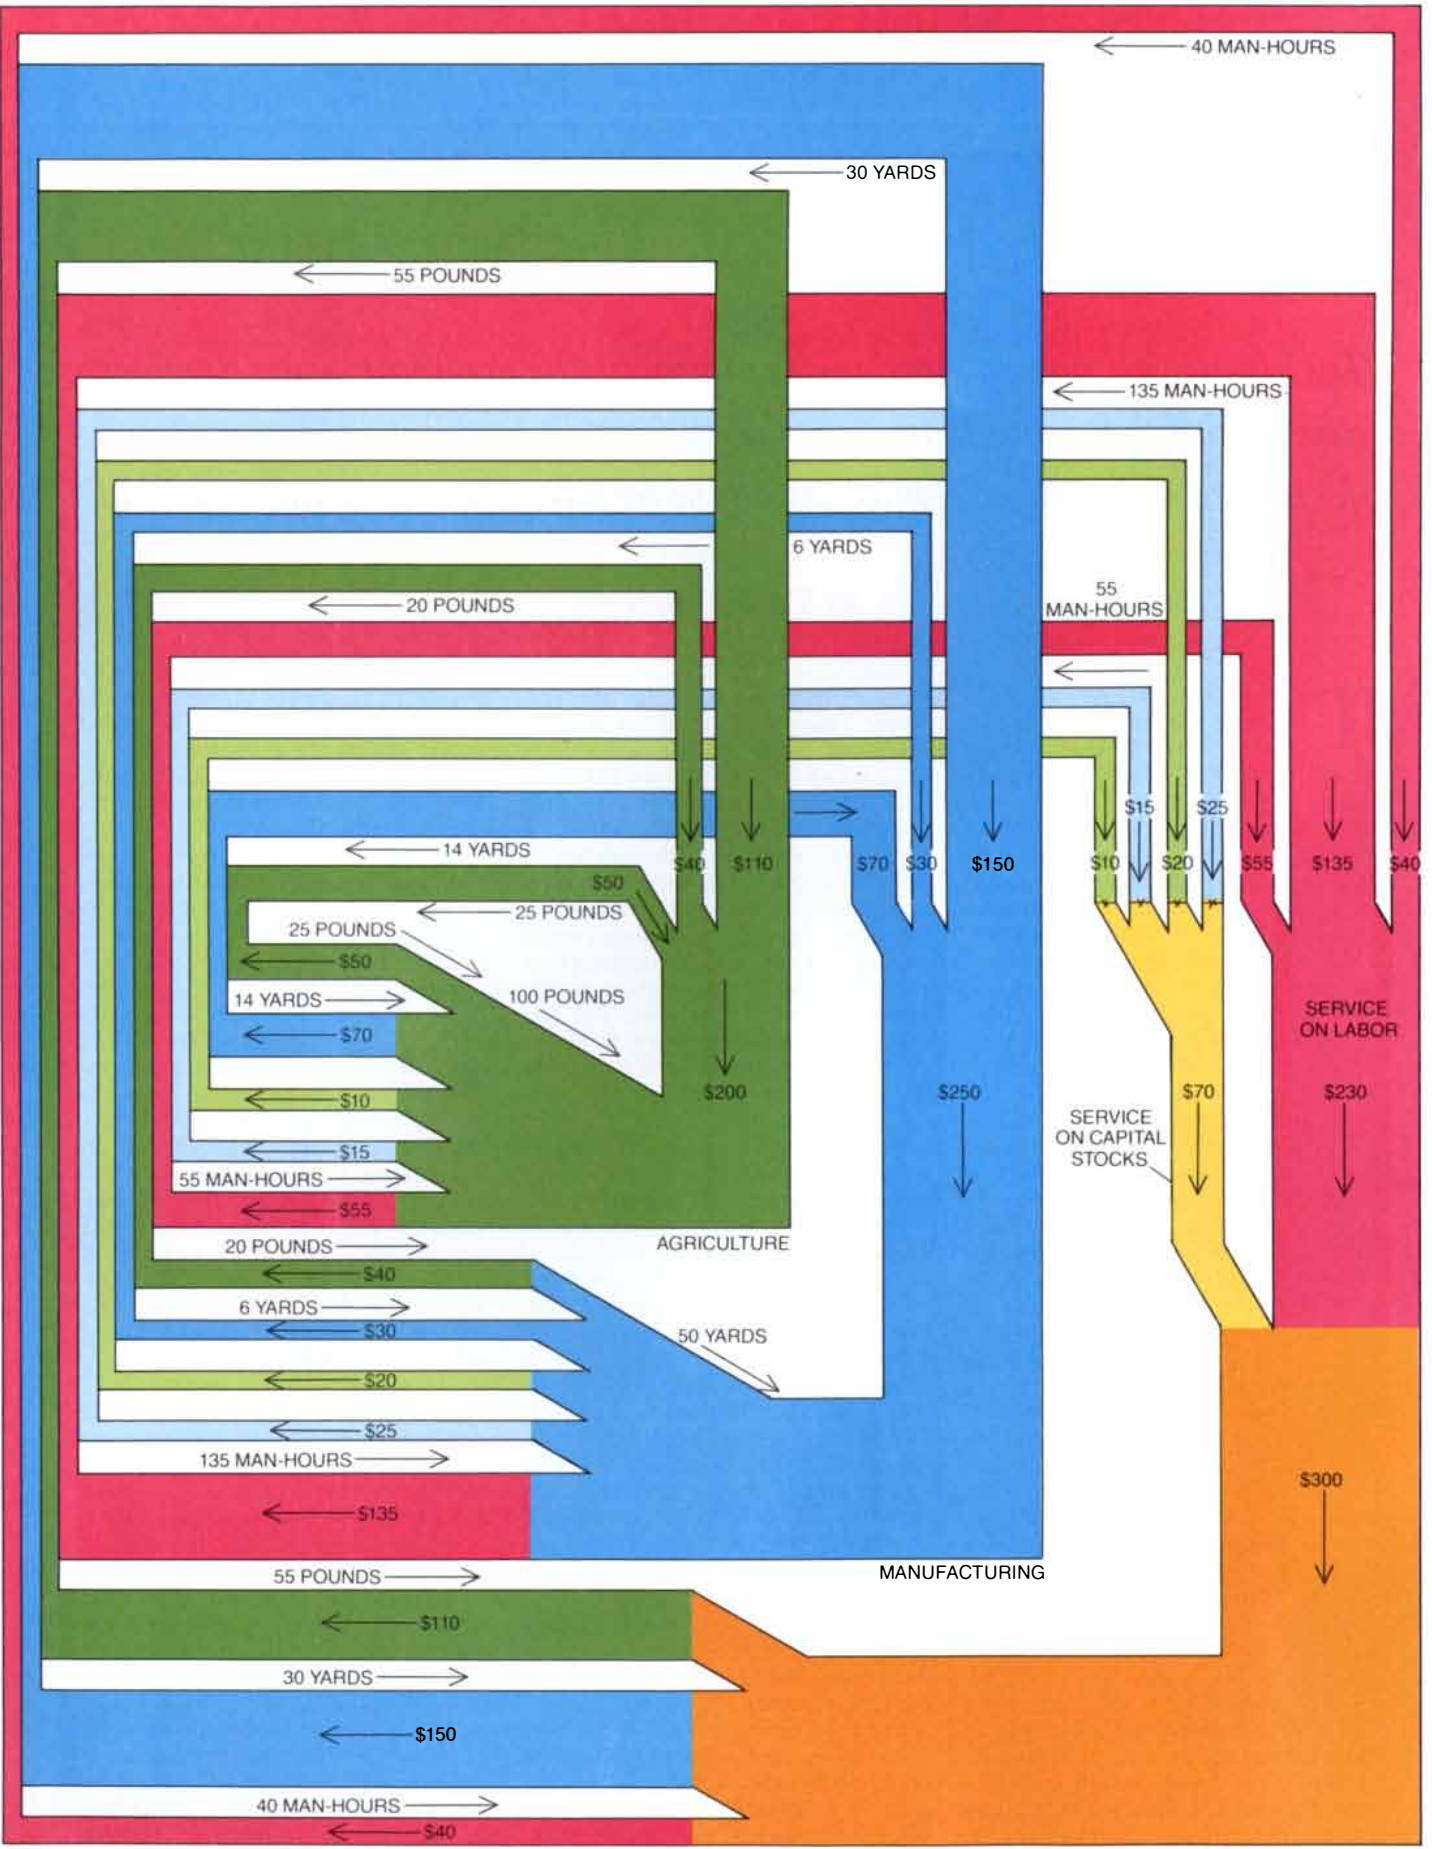 40 MAN-HOURS
30 YARDS
55 POUNDS
135 MAN-HOURS
6 YARDS
55
MAN-HOURS
20 POUNDS
$15
$25
14 YARDS
$40
$110
$70
$30
$150
$10
$20
$55
$135
$40
$50
25 POUNDS
25 POUNDS
$50
14 YARDS
100 POUNDS
SERVICE
ON LABOR
$70
$200
$250
$70
$230
$10
SERVICE
ON CAPITAL
STOCKS
$15
55 MAN-HOURS
$55
20 POUNDS
AGRICULTURE
$40
6 YARDS
$30
50 YARDS
$20
$25
135 MAN-HOURS
$300
$135
MANUFACTURING
55 POUNDS
$110
30 YARDS
$150
40 MAN-HOURS
$40